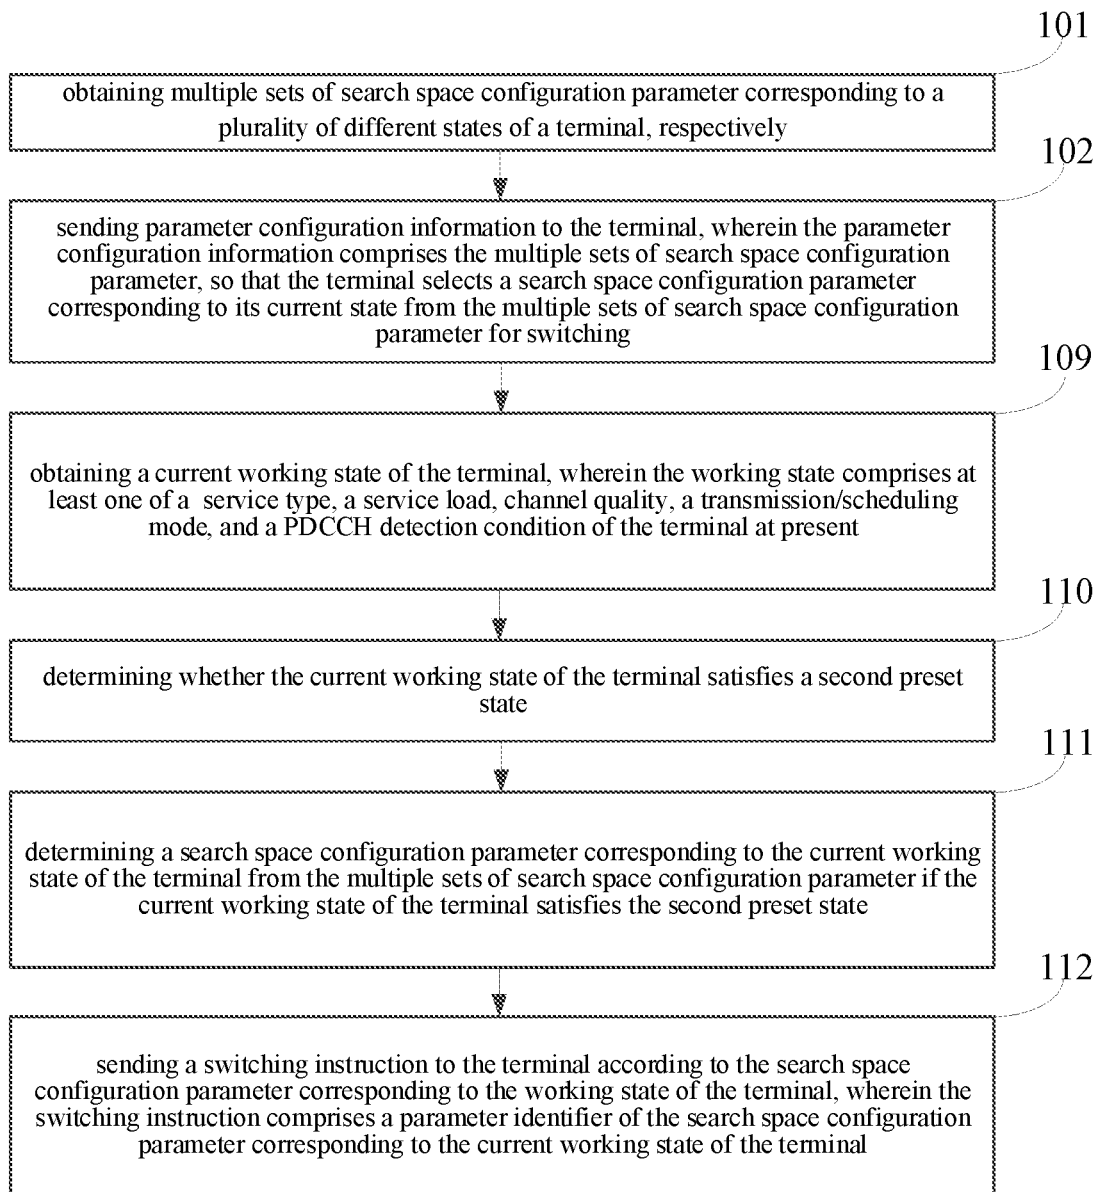 101
obtaining multiple sets of search space configuration parameter corresponding to a
plurality of different states of a terminal, respectively
102
sending parameter configuration information to the terminal, wherein the parameter
configuration information comprises the multiple sets of search space configuration
parameter, so that the terminal selects a search space configuration parameter
corresponding to its current state from the multiple sets of search space configuration
parameter for switching
109
obtaining a current working state of the terminal, wherein the working state comprises at
least one of a service type, a service load, channel quality, a transmission/scheduling
mode, and a PDCCH detection condition of the terminal at present
110
determining whether the current working state of the terminal satisfies a second preset
state
111
determining a search space configuration parameter corresponding to the current working
state of the terminal from the multiple sets of search space configuration parameter if the
current working state of the terminal satisfies the second preset state
112
sending a switching instruction to the terminal according to the search space
configuration parameter corresponding to the working state of the terminal, wherein the
switching instruction comprises a parameter identifier of the search space configuration
parameter corresponding to the current working state of the terminal